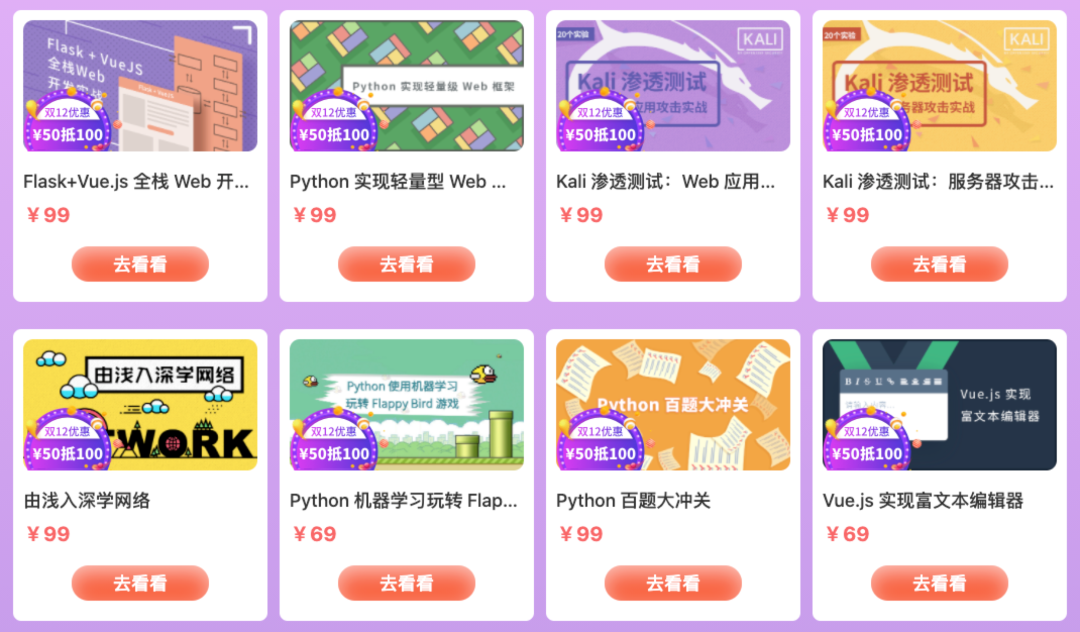 Flask + VueJS
全栈Web
开发实战
双12优惠
¥50抵100
Flask+Vue.js 全栈 Web 开...
¥99
去看看
Python 实现轻量级 Web 框架
双12优惠
¥50抵100
Python 实现轻量型 Web ...
¥99
去看看
20个实验
KALI
Kali 渗透测试
应用攻击实战
双12优惠
¥50抵100
Kali 渗透测试：Web 应用...
¥99
去看看
20个实验
KALI
Kali 渗透测试
务器攻击实战
双12优惠
¥50抵100
Kali 渗透测试：服务器攻击...
¥99
去看看
由浅入深学网络
WORK
双12优惠
¥50抵100
由浅入深学网络
¥99
去看看
Python 使用机器学习
玩转 Flappy Bird 游戏
双12优惠
¥50抵100
Python 机器学习玩转 Flap...
¥69
去看看
Python 百题大冲关
双12优惠
¥50抵100
Python 百题大冲关
¥99
去看看
B I S U
Vue.js 实现
富文本编辑器
双12优惠
¥50抵100
Vue.js 实现富文本编辑器
¥69
去看看